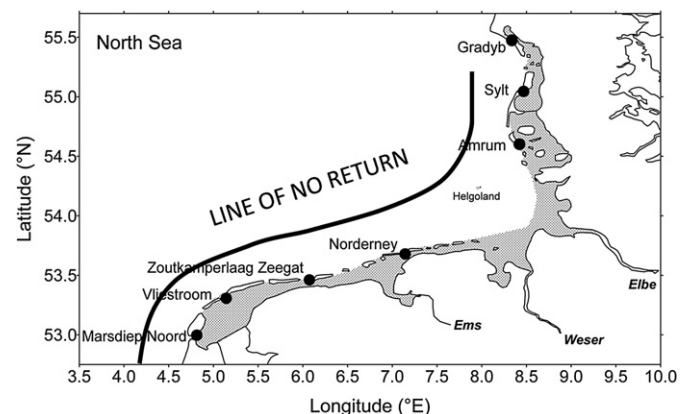 North Sea
55.5
55.0
54.5
54.0
53.5
53.0
Latitude (°N)
Gradyb
Sylt
Amrum
LINE OF NO RETURN
Helgoland
Norderney
Zoutkamperlaag Zeegat
Vliestroom
Marsdiep Noord
Elbe
Ems
Weser
3.5 4.0 4.5 5.0 5.5 6.0 6.5 7.0 7.5 8.0 8.5 9.0 9.5 10.0
Longitude (°E)